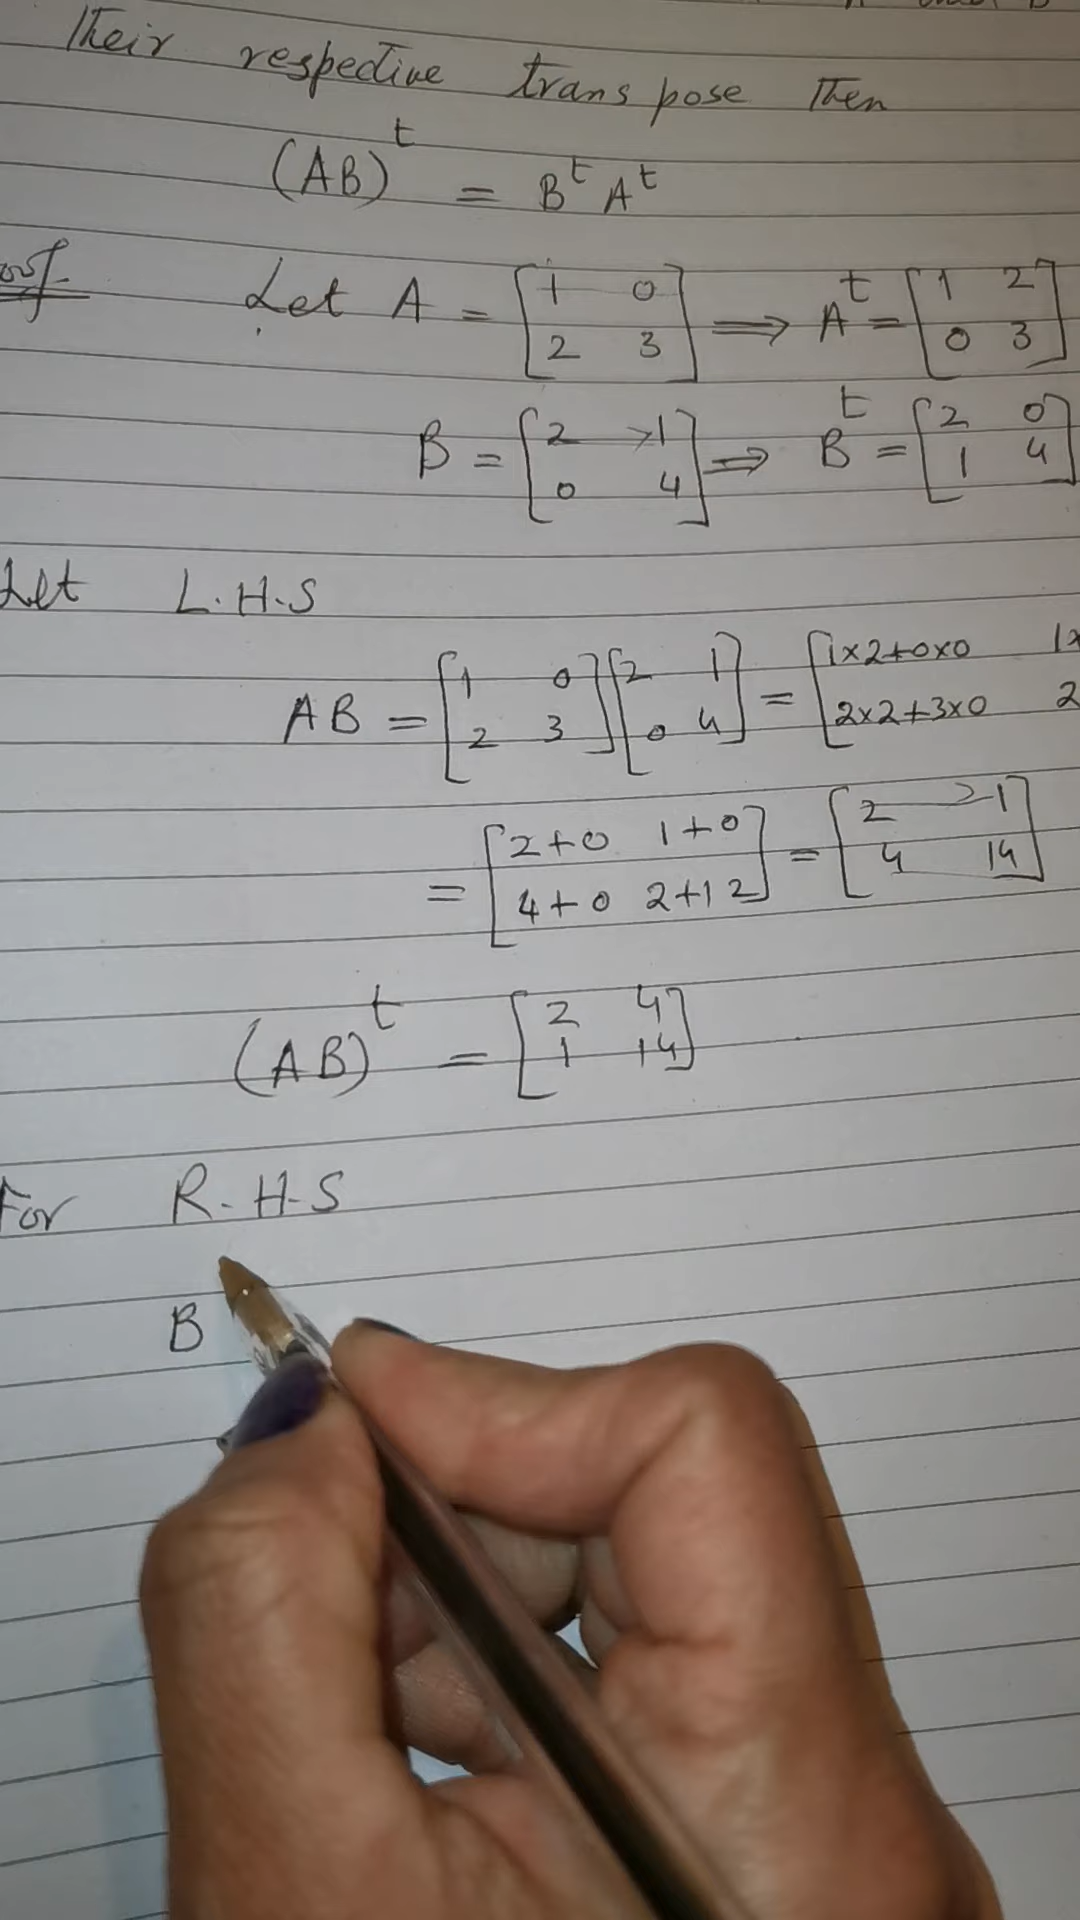 Their respective transpose Then
(AB)^t = B^t A^t
Let A = [1 0; 2 3] ⟹ A^t = [1 2; 0 3]
B = [2 1; 0 4] ⟹ B^t = [2 0; 1 4]
Let L.H.S
AB = [1 0; 2 3][2 1; 0 4] = [1×2+0×0 1×; 2×2+3×0 2]
= [2+0 1+0; 4+0 2+12] = [2 1; 4 14]
(AB)^t = [2 4; 1 14]
For R.H.S
B